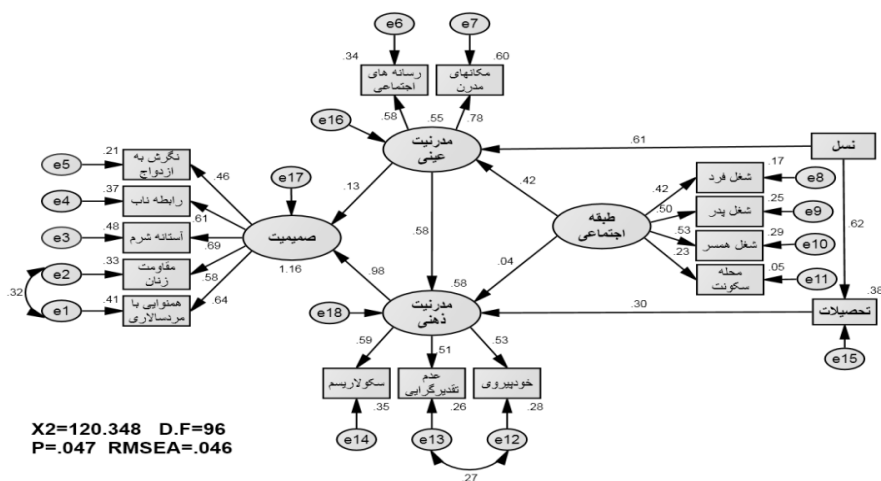 e6
e7
.34
.60
رسانه های
اجتماعی
مکانهای
مدرن
.58
.55
.78
e16
مدرنیت
عینی
.61
نسل
.21
e5
نگرش به
ازدواج
.46
e17
.13
.42
.42
شغل فرد
.17
e8
.37
e4
رابطه ناب
.61
.50
شغل پدر
.25
e9
طبقه
اجتماعی
.48
e3
آستانه شرم
.69
صمیمیت
1.16
.58
.53
شغل همسر
.29
e10
.62
.33
e2
مقاومت
زنان
.58
.23
محله
سکونت
.05
e11
.32
.41
e1
همنوایی با
مردسالاری
.64
.98
.04
.58
مدرنیت
ذهنی
e18
.30
.38
تحصیلات
e15
.59
.51
.53
سکولاریسم
عدم
تقدیرگرایی
خودپیروی
.35
.26
.28
e14
e13
e12
.27
X2=120.348 D.F=96
P=.047 RMSEA=.046